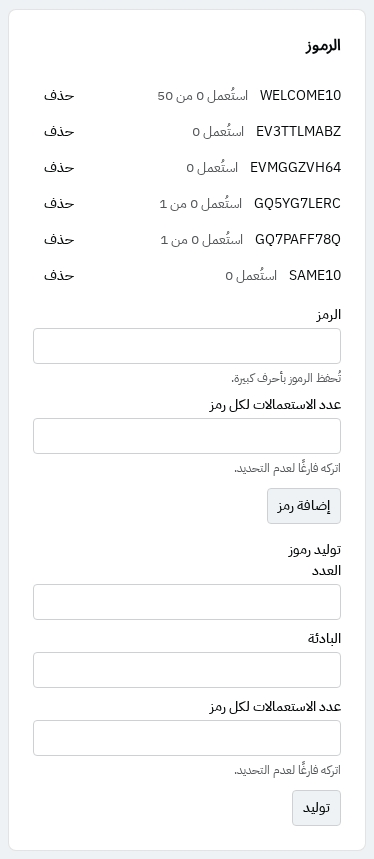 الرموز
WELCOME10 استُعمل 0 من 50 حذف
EV3TTLMABZ استُعمل 0 حذف
EVMGGZVH64 استُعمل 0 حذف
GQ5YG7LERC استُعمل 0 من 1 حذف
GQ7PAFF78Q استُعمل 0 من 1 حذف
SAME10 استُعمل 0 حذف
الرمز
تُحفظ الرموز بأحرف كبيرة.
عدد الاستعمالات لكل رمز
اتركه فارغًا لعدم التحديد.
إضافة رمز
توليد رموز
العدد
البادئة
عدد الاستعمالات لكل رمز
اتركه فارغًا لعدم التحديد.
توليد